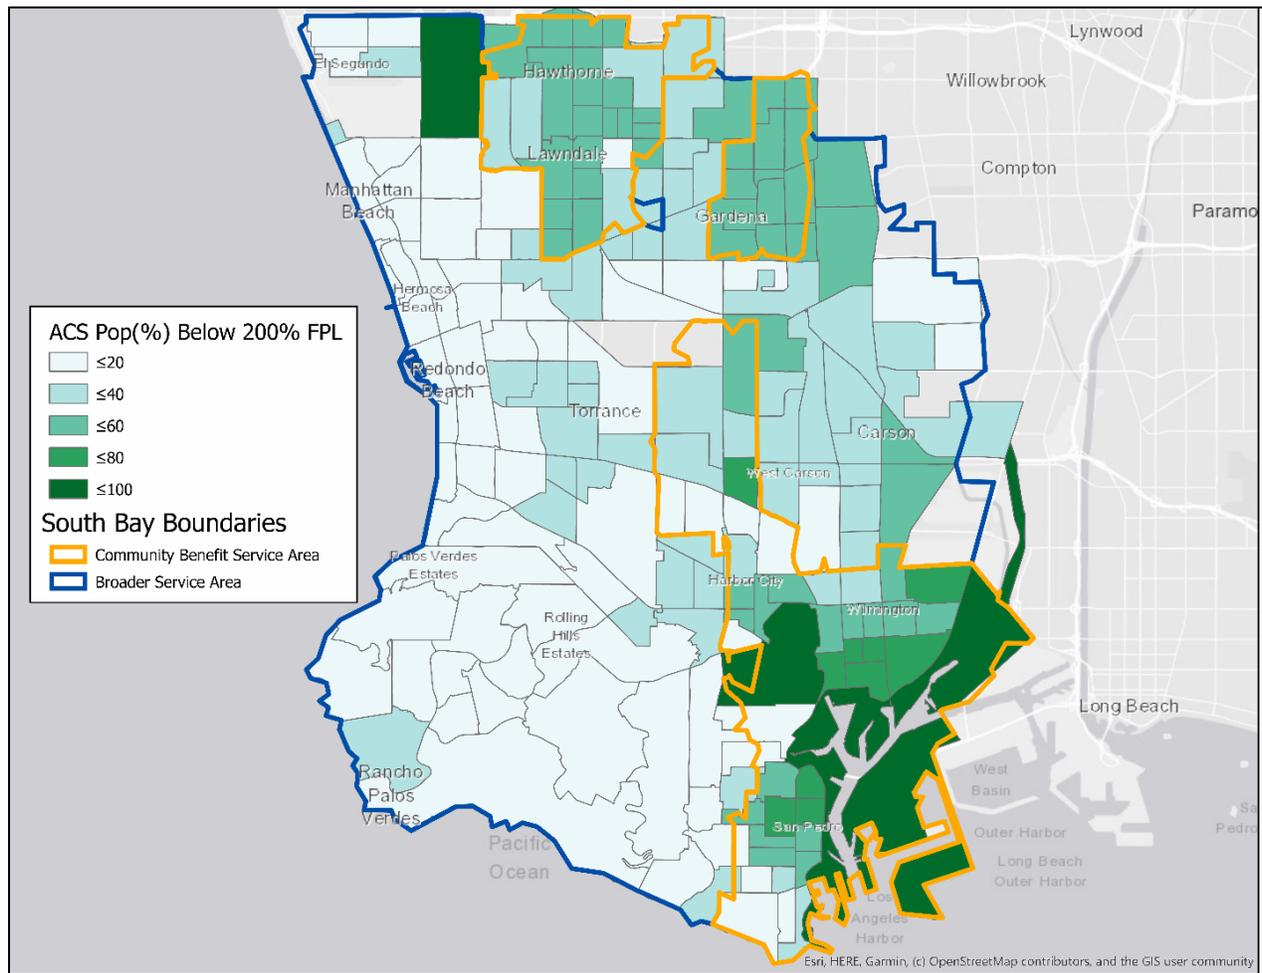 Lynwood
El Segundo
Hawthorne
Willowbrook
Lawndale
Compton
Manhattan
Beach
Gardena
Paramo
Hermosa
Beach
ACS Pop(%) Below 200% FPL
≤20
≤40
≤60
≤80
≤100
South Bay Boundaries
Community Benefit Service Area
Broader Service Area
Redondo
Beach
Torrance
Carson
West Carson
Palos Verdes
Estates
Harbor City
Wilmington
Rolling
Hills
Estates
Long Beach
Rancho
Palos
Verdes
West
Basin
Sa
Pedro
San Pedro
Outer Harbor
Pacific
Ocean
Long Beach
Outer Harbor
Los
Angeles
Harbor
Esri, HERE, Garmin, (c) OpenStreetMap contributors, and the GIS user community